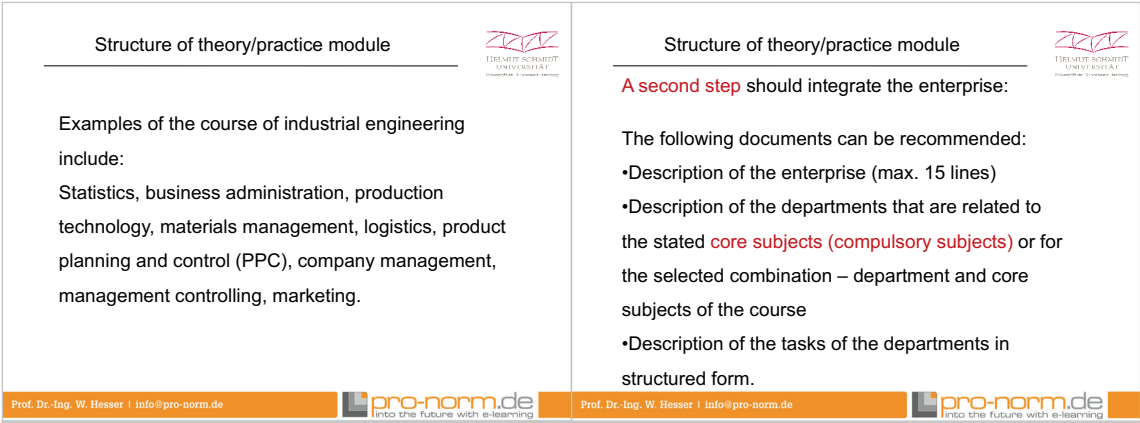 Structure of theory/practice module
HELMUT SCHMIDT
UNIVERSITÄT
Examples of the course of industrial engineering
include:
Statistics, business administration, production
technology, materials management, logistics, product
planning and control (PPC), company management,
management controlling, marketing.
Prof. Dr.-Ing. W. Hesser | info@pro-norm.de
pro-norm.de
into the future with e-learning
Structure of theory/practice module
HELMUT SCHMIDT
UNIVERSITÄT
A second step should integrate the enterprise:
The following documents can be recommended:
•Description of the enterprise (max. 15 lines)
•Description of the departments that are related to
the stated core subjects (compulsory subjects) or for
the selected combination – department and core
subjects of the course
•Description of the tasks of the departments in
structured form.
Prof. Dr.-Ing. W. Hesser | info@pro-norm.de
pro-norm.de
into the future with e-learning